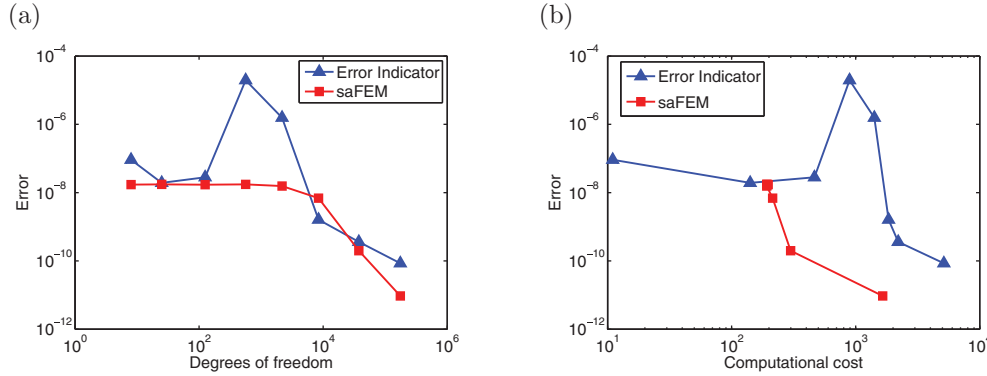 (a)
10^-4
10^-6
10^-8
10^-10
10^-12
Error
10^0
10^2
10^4
10^6
Degrees of freedom
Error Indicator
saFEM
(b)
10^-4
10^-6
10^-8
10^-10
10^-12
Error
10^1
10^2
10^3
Computational cost
Error Indicator
saFEM